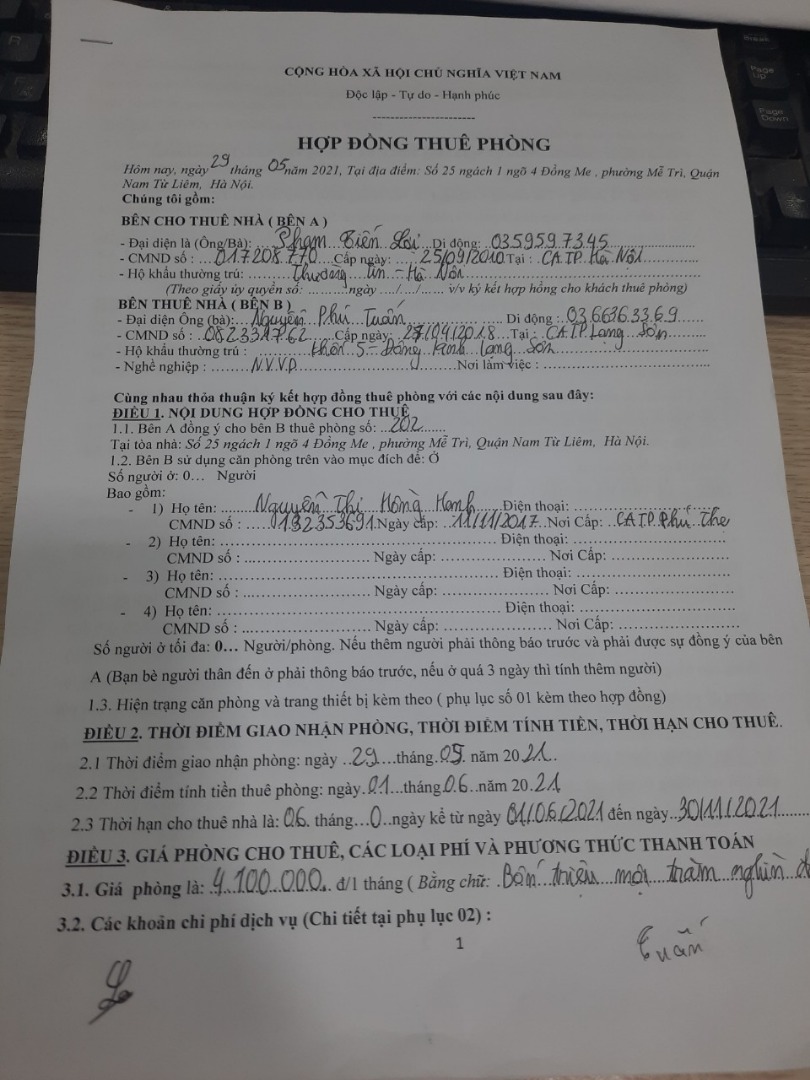 CỘNG HÒA XÃ HỘI CHỦ NGHĨA VIỆT NAM
Độc lập - Tự do - Hạnh phúc
HỢP ĐỒNG THUÊ PHÒNG
Hôm nay, ngày 29 tháng 05 năm 2021, Tại địa điểm: Số 25 ngách 1 ngõ 4 Đồng Me , phường Mễ Trì, Quận
Nam Từ Liêm, Hà Nội.
Chúng tôi gồm:
BÊN CHO THUÊ NHÀ ( BÊN A )
- Đại diện là (Ông/Bà): Phạm Tiến Di động: 0359597345
- CMND số : 017208770 Cấp ngày: 25/09/2010 Tại : CA.TP. Hà Nội
- Hộ khẩu thường trú: Thường Tín - Hà Nội
(Theo giấy ủy quyền số: ............ngày ..../..../...... v/v ký kết hợp hồng cho khách thuê phòng)
BÊN THUÊ NHÀ ( BÊN B )
- Đại diện Ông (bà): Nguyễn Phú Tuấn Di động : 0366363369
- CMND số : 082331762 Cấp ngày: 27/04/2018 Tại : CA.TP. Lạng Sơn
- Hộ khẩu thường trú : Khối 5 - Đông Kinh Lạng Sơn
- Nghề nghiệp : N.V.V.P Nơi làm việc : ........
Cùng nhau thỏa thuận ký kết hợp đồng thuê phòng với các nội dung sau đây:
ĐIỀU 1. NỘI DUNG HỢP ĐỒNG CHO THUÊ
1.1. Bên A đồng ý cho bên B thuê phòng số: 202
Tại tòa nhà: Số 25 ngách 1 ngõ 4 Đồng Me , phường Mễ Trì, Quận Nam Từ Liêm, Hà Nội.
1.2. Bên B sử dụng căn phòng trên vào mục đích để: Ở
Số người ở: 0… Người
Bao gồm:
- 1) Họ tên: Nguyễn Thị Hồng Hạnh Điện thoại: ........
CMND số : 132353691 Ngày cấp: 11/11/2017 Nơi Cấp: CA.TP. Phú Thọ
- 2) Họ tên: ........ Điện thoại: ........
CMND số : ........ Ngày cấp: ........ Nơi Cấp: ........
- 3) Họ tên: ........ Điện thoại: ........
CMND số : ........ Ngày cấp: ........ Nơi Cấp: ........
- 4) Họ tên: ........ Điện thoại: ........
CMND số : ........ Ngày cấp: ........ Nơi Cấp: ........
Số người ở tối đa: 0… Người/phòng. Nếu thêm người phải thông báo trước và phải được sự đồng ý của bên
A (Bạn bè người thân đến ở phải thông báo trước, nếu ở quá 3 ngày thì tính thêm người)
1.3. Hiện trạng căn phòng và trang thiết bị kèm theo ( phụ lục số 01 kèm theo hợp đồng)
ĐIỀU 2. THỜI ĐIỂM GIAO NHẬN PHÒNG, THỜI ĐIỂM TÍNH TIỀN, THỜI HẠN CHO THUÊ.
2.1 Thời điểm giao nhận phòng: ngày 29 tháng 05 năm 2021
2.2 Thời điểm tính tiền thuê phòng: ngày 01 tháng 06 năm 2021
2.3 Thời hạn cho thuê nhà là: 06 tháng 0 ngày kể từ ngày 01/06/2021 đến ngày 30/11/2021
ĐIỀU 3. GIÁ PHÒNG CHO THUÊ, CÁC LOẠI PHÍ VÀ PHƯƠNG THỨC THANH TOÁN
3.1. Giá phòng là: 4.100.000 đ/1 tháng ( Bằng chữ: Bốn triệu một trăm nghìn đ
3.2. Các khoản chi phí dịch vụ (Chi tiết tại phụ lục 02) :
1
Tuấn